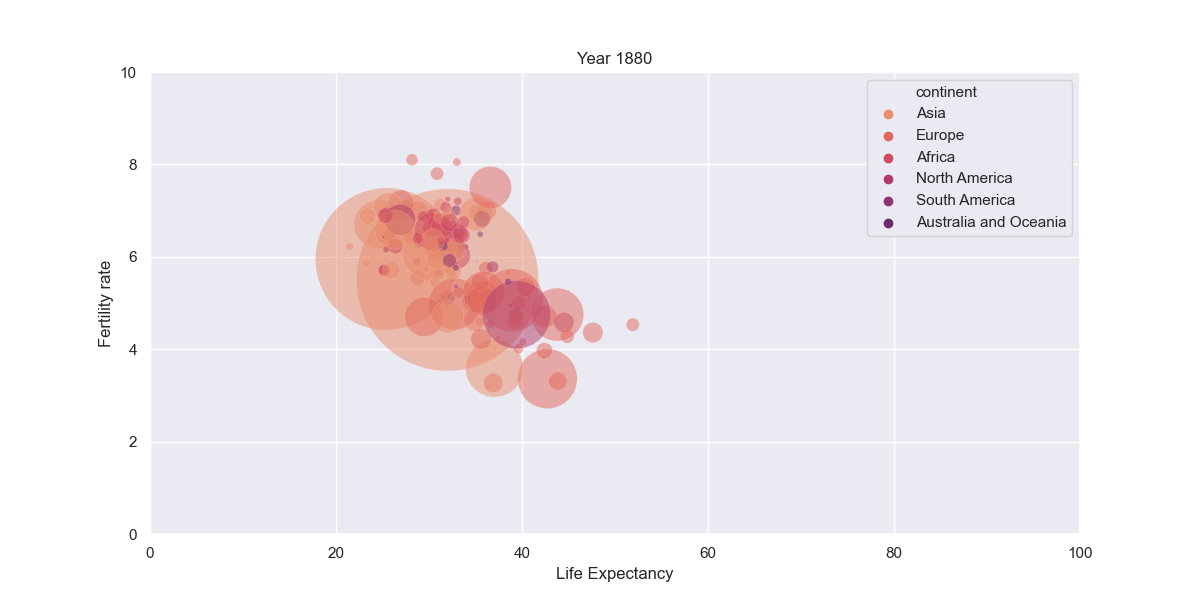 Year 1880
10
8
6
4
2
0
Fertility rate
0 20 40 60 80 100
Life Expectancy
continent
Asia
Europe
Africa
North America
South America
Australia and Oceania